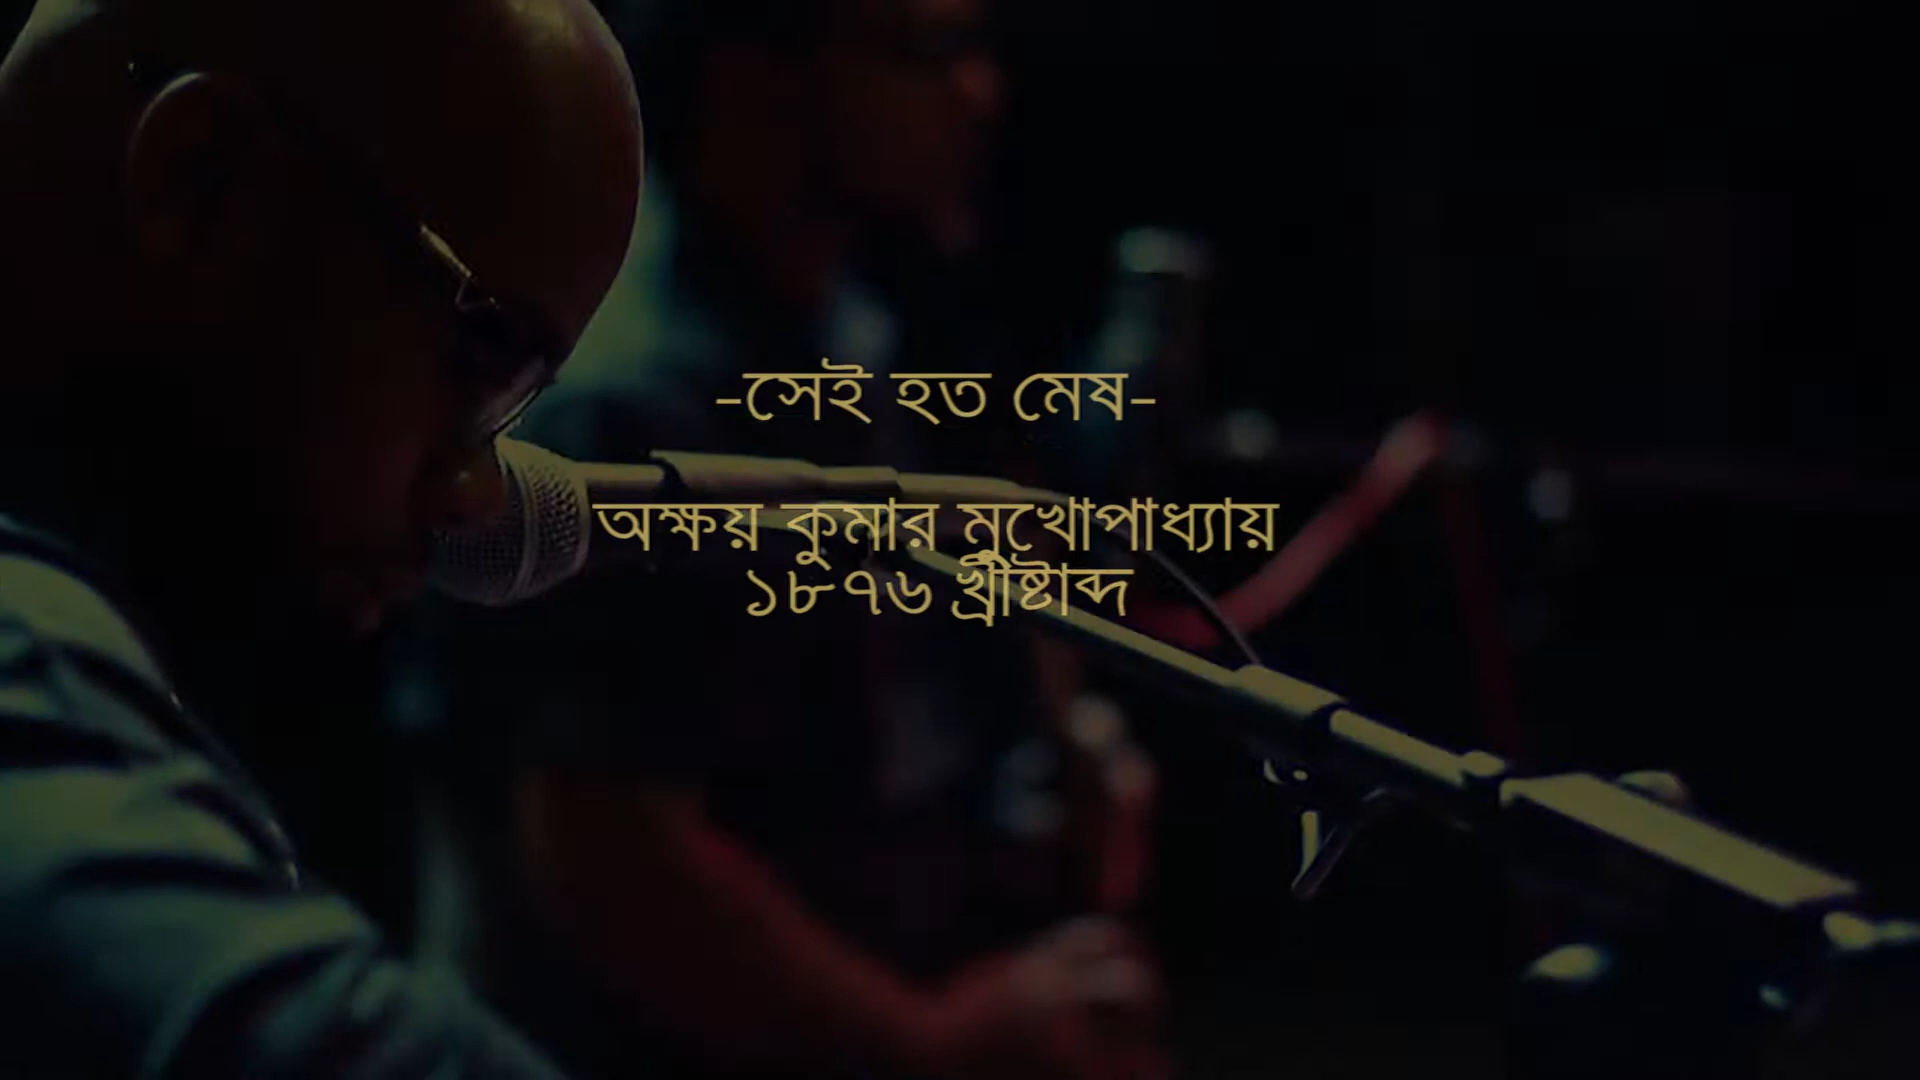 -সেই হত মেষ-
অক্ষয় কুমার মুখোপাধ্যায়
১৮৭৬ খ্রীষ্টাব্দ